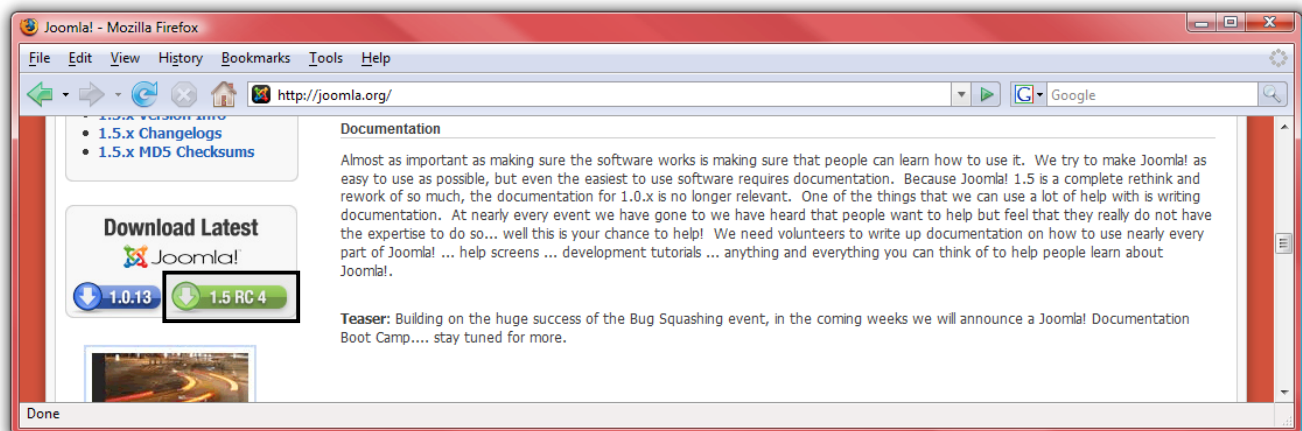 Joomla! - Mozilla Firefox
File Edit View History Bookmarks Tools Help
http://joomla.org/
G Google
1.5.x Version Info
1.5.x Changelogs
1.5.x MD5 Checksums
Download Latest
Joomla!
1.0.13 1.5 RC 4
Documentation
Almost as important as making sure the software works is making sure that people can learn how to use it. We try to make Joomla! as
easy to use as possible, but even the easiest to use software requires documentation. Because Joomla! 1.5 is a complete rethink and
rework of so much, the documentation for 1.0.x is no longer relevant. One of the things that we can use a lot of help with is writing
documentation. At nearly every event we have gone to we have heard that people want to help but feel that they really do not have
the expertise to do so... well this is your chance to help! We need volunteers to write up documentation on how to use nearly every
part of Joomla! ... help screens ... development tutorials ... anything and everything you can think of to help people learn about
Joomla!.
Teaser: Building on the huge success of the Bug Squashing event, in the coming weeks we will announce a Joomla! Documentation
Boot Camp.... stay tuned for more.
Done